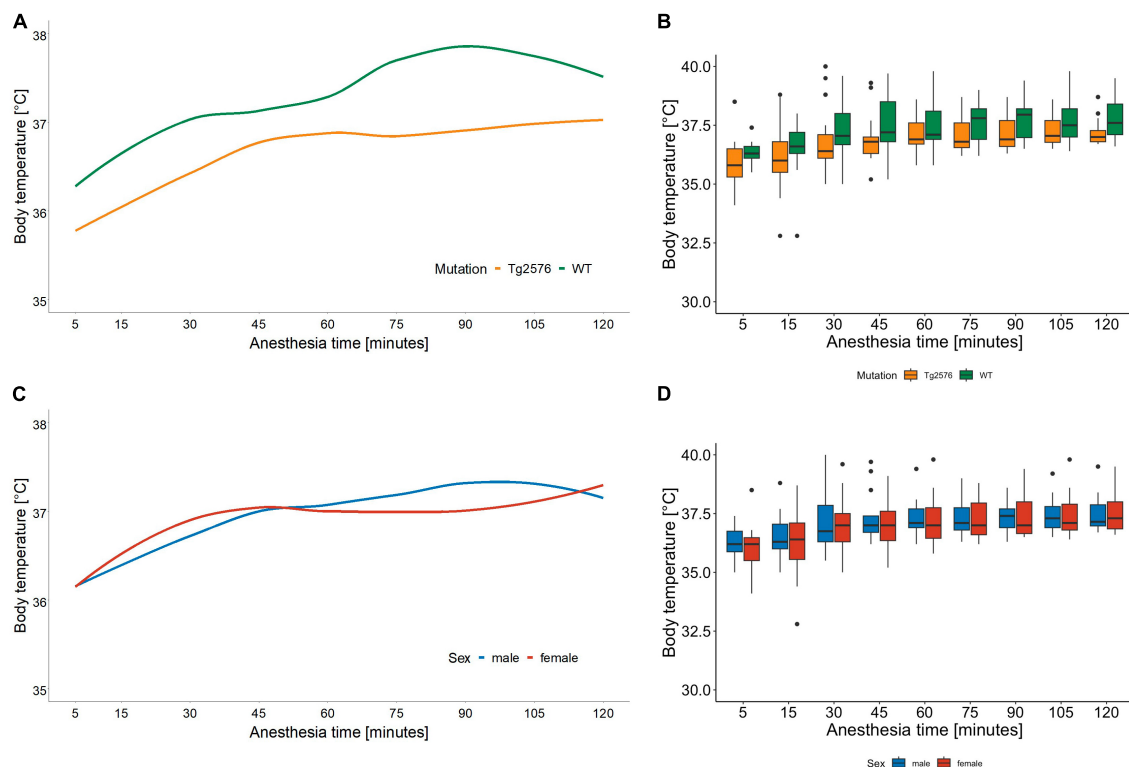 A
Body temperature [°C]
38
37
36
35
Mutation Tg2576 WT
5 15 30 45 60 75 90 105 120
Anesthesia time [minutes]
B
Body temperature [°C]
40.0
37.5
35.0
32.5
30.0
5 15 30 45 60 75 90 105 120
Anesthesia time [minutes]
Mutation Tg2576 WT
C
Body temperature [°C]
38
37
36
35
Sex male female
5 15 30 45 60 75 90 105 120
Anesthesia time [minutes]
D
Body temperature [°C]
40.0
37.5
35.0
32.5
30.0
5 15 30 45 60 75 90 105 120
Anesthesia time [minutes]
Sex male female